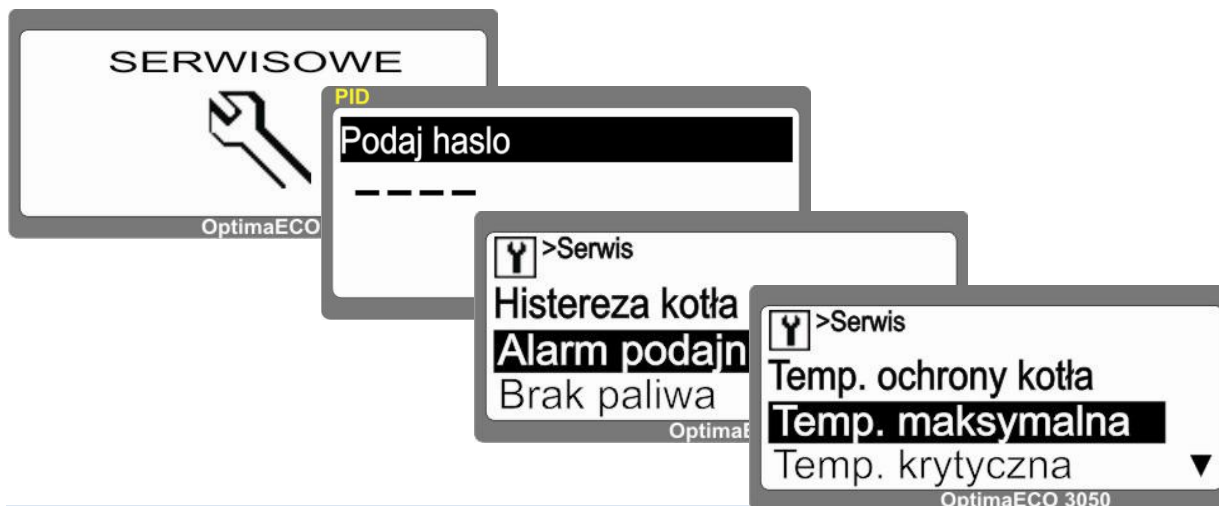 SERWISOWE
OptimaECO
PID
Podaj haslo
– – – –
>Serwis
Histereza kotła
Alarm podajn
Brak paliwa
>Serwis
Temp. ochrony kotła
Temp. maksymalna
Temp. krytyczna ▼
OptimaECO 3050